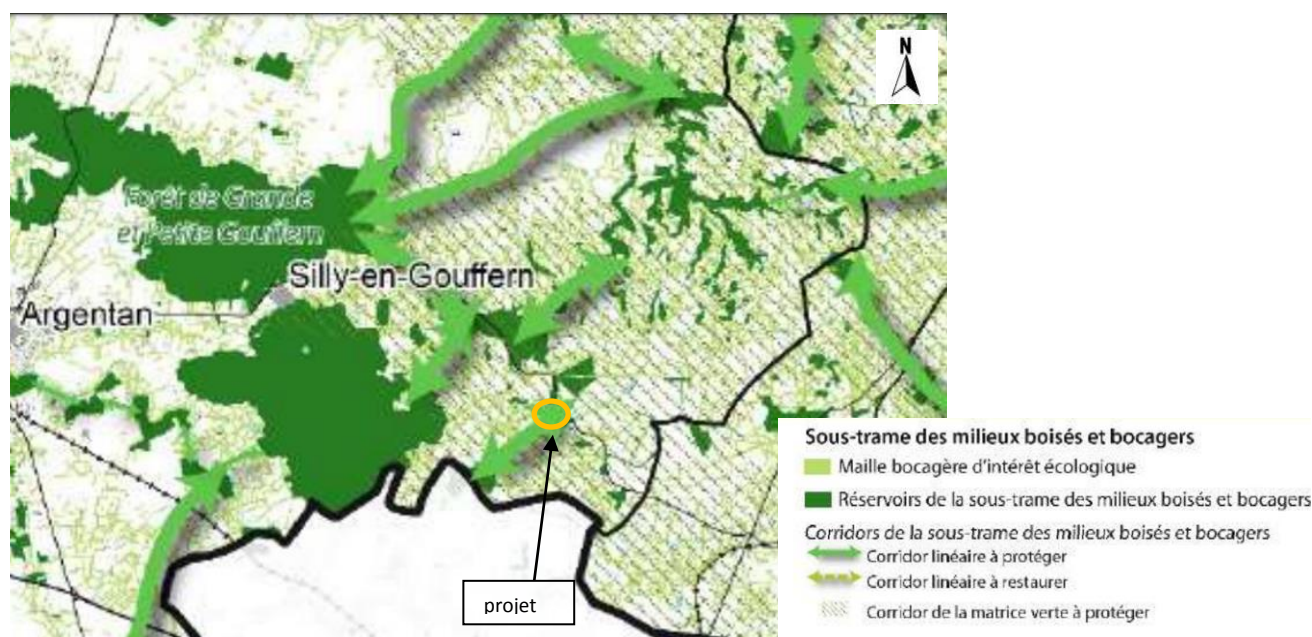 N
Forêt de Grande
et Petite Gouffern
Silly-en-Gouffern
Argentan
projet
Sous-trame des milieux boisés et bocagers
Maille bocagère d'intérêt écologique
Réservoirs de la sous-trame des milieux boisés et bocagers
Corridors de la sous-trame des milieux boisés et bocagers
Corridor linéaire à protéger
Corridor linéaire à restaurer
Corridor de la matrice verte à protéger